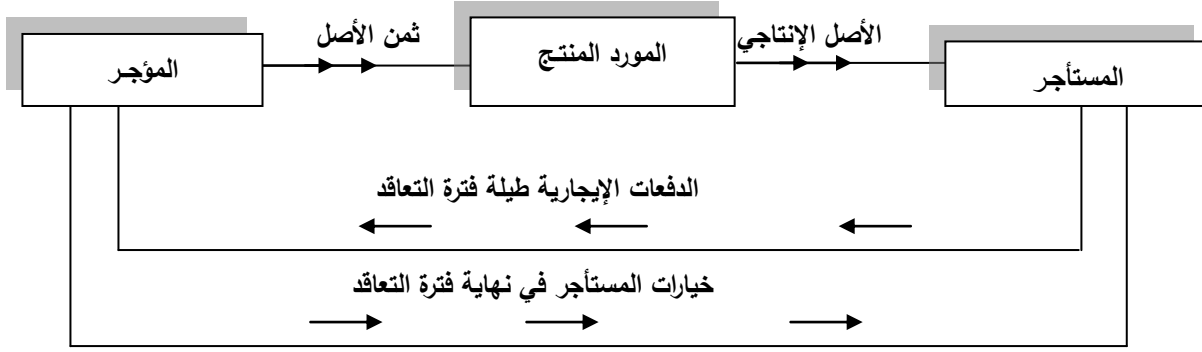 الأصل الإنتاجي
ثمن الأصل
المستأجر
المورد المنتج
المؤجر
الدفعات الإيجارية طيلة فترة التعاقد
خيارات المستأجر في نهاية فترة التعاقد